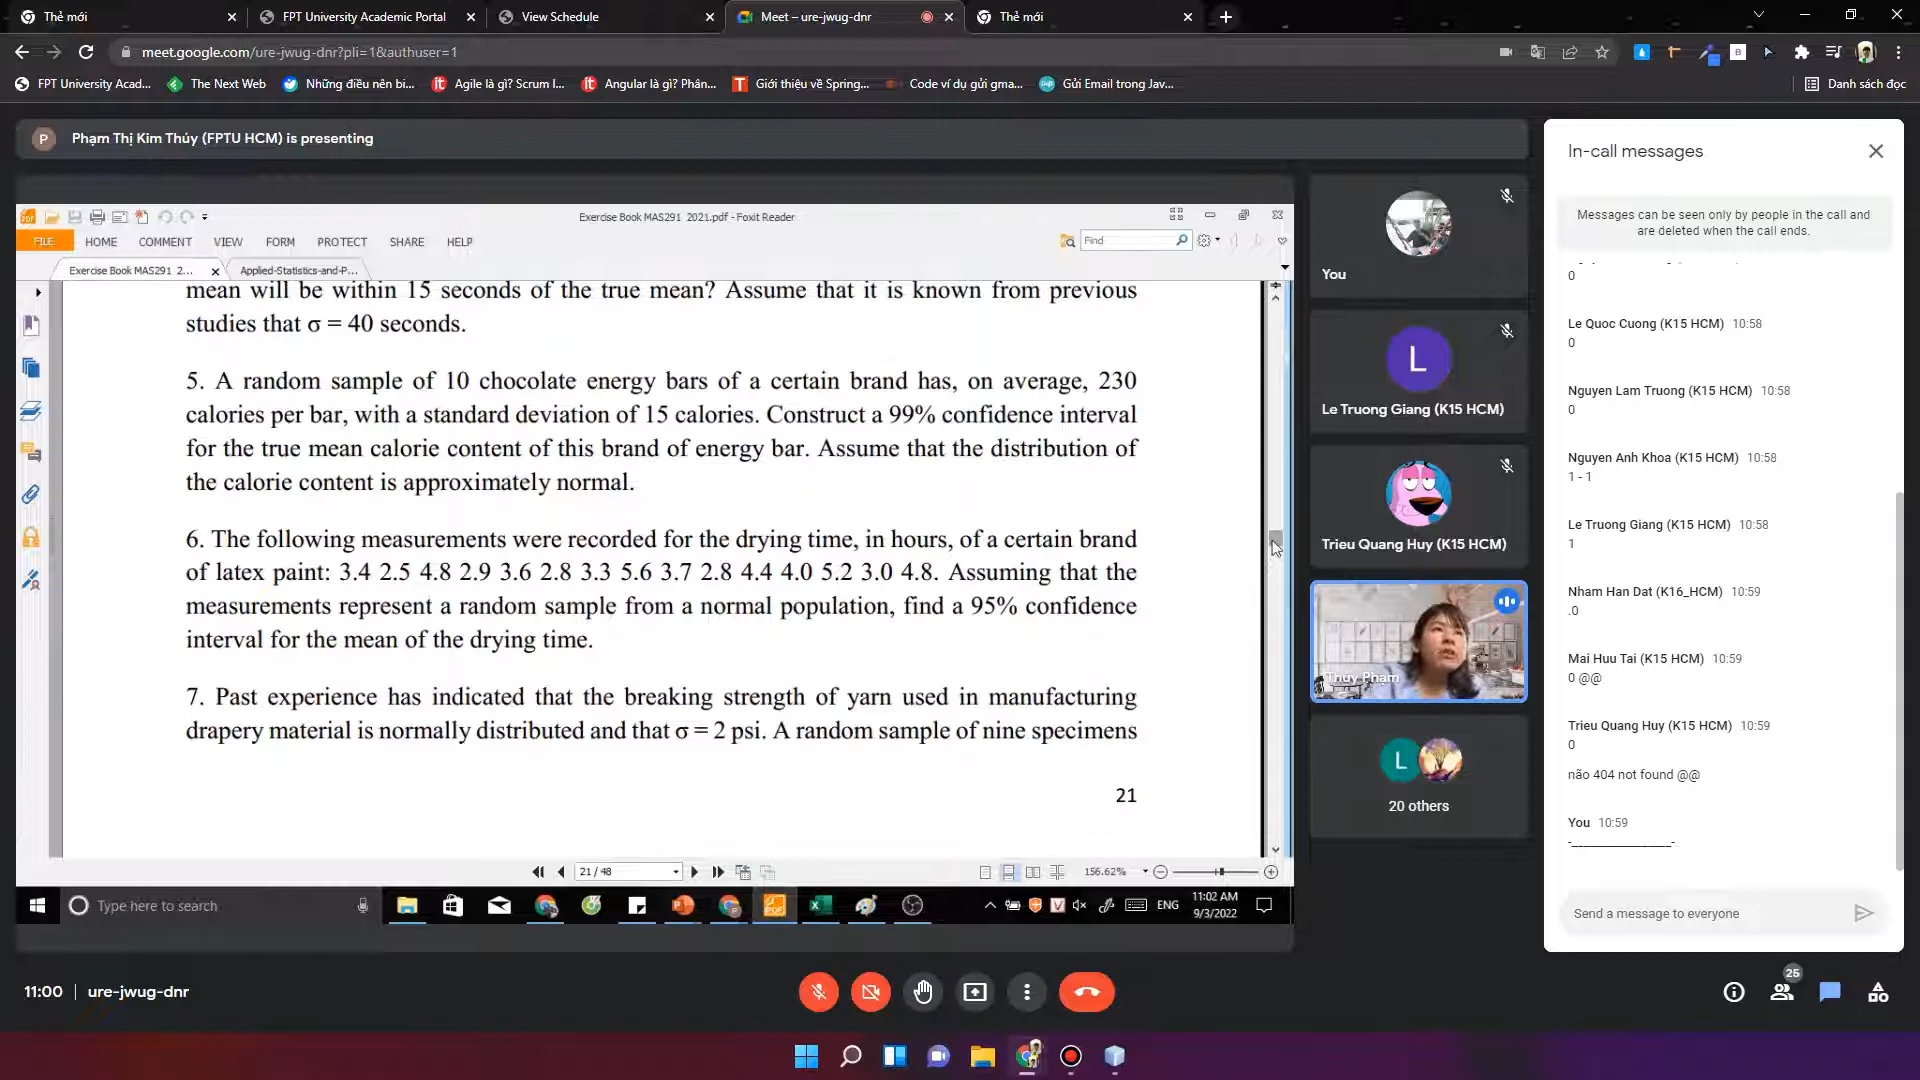 Thẻ mới
FPT University Academic Portal
View Schedule
Meet – ure-jwug-dnr
Thẻ mới
meet.google.com/ure-jwug-dnr?pli=1&authuser=1
FPT University Acad...
The Next Web
Những điều nên bi...
Agile là gì? Scrum I...
Angular là gì? Phân...
Giới thiệu về Spring...
Code ví dụ gửi gma...
Gửi Email trong Jav...
Danh sách đọc
P
Phạm Thị Kim Thủy (FPTU HCM) is presenting
Exercise Book MAS291 2021.pdf - Foxit Reader
FILE
HOME
COMMENT
VIEW
FORM
PROTECT
SHARE
HELP
Find
Exercise Book MAS291 2...
Applied-Statistics-and-P...
mean will be within 15 seconds of the true mean? Assume that it is known from previous
studies that σ = 40 seconds.
5. A random sample of 10 chocolate energy bars of a certain brand has, on average, 230
calories per bar, with a standard deviation of 15 calories. Construct a 99% confidence interval
for the true mean calorie content of this brand of energy bar. Assume that the distribution of
the calorie content is approximately normal.
6. The following measurements were recorded for the drying time, in hours, of a certain brand
of latex paint: 3.4 2.5 4.8 2.9 3.6 2.8 3.3 5.6 3.7 2.8 4.4 4.0 5.2 3.0 4.8. Assuming that the
measurements represent a random sample from a normal population, find a 95% confidence
interval for the mean of the drying time.
7. Past experience has indicated that the breaking strength of yarn used in manufacturing
drapery material is normally distributed and that σ = 2 psi. A random sample of nine specimens
21
21 / 48
156.62%
Type here to search
ENG
11:02 AM
9/3/2022
You
L
Le Truong Giang (K15 HCM)
Trieu Quang Huy (K15 HCM)
Thuy Phạm
L
20 others
In-call messages
Messages can be seen only by people in the call and
are deleted when the call ends.
0
Le Quoc Cuong (K15 HCM) 10:58
0
Nguyen Lam Truong (K15 HCM) 10:58
0
Nguyen Anh Khoa (K15 HCM) 10:58
1 - 1
Le Truong Giang (K15 HCM) 10:58
1
Nham Han Dat (K16_HCM) 10:59
.0
Mai Huu Tai (K15 HCM) 10:59
0 @@
Trieu Quang Huy (K15 HCM) 10:59
0
não 404 not found @@
You 10:59
-________________-
Send a message to everyone
11:00 | ure-jwug-dnr
25